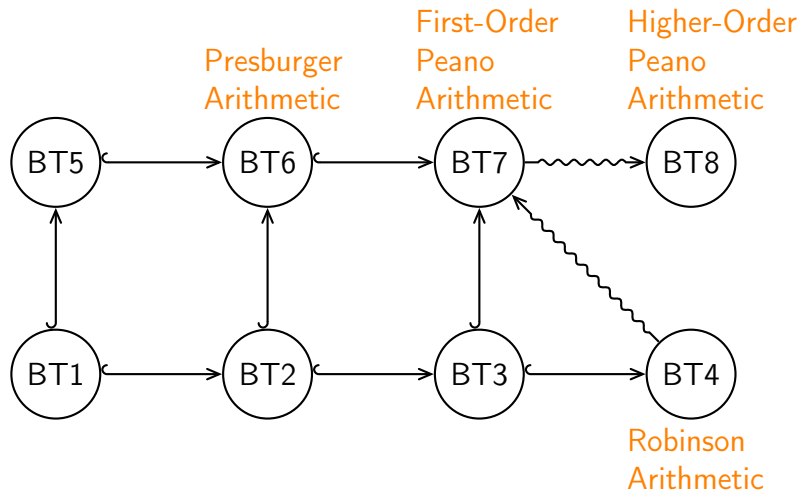 First-Order
Peano
Arithmetic
Higher-Order
Peano
Arithmetic
Presburger
Arithmetic
BT5
BT6
BT7
BT8
BT1
BT2
BT3
BT4
Robinson
Arithmetic